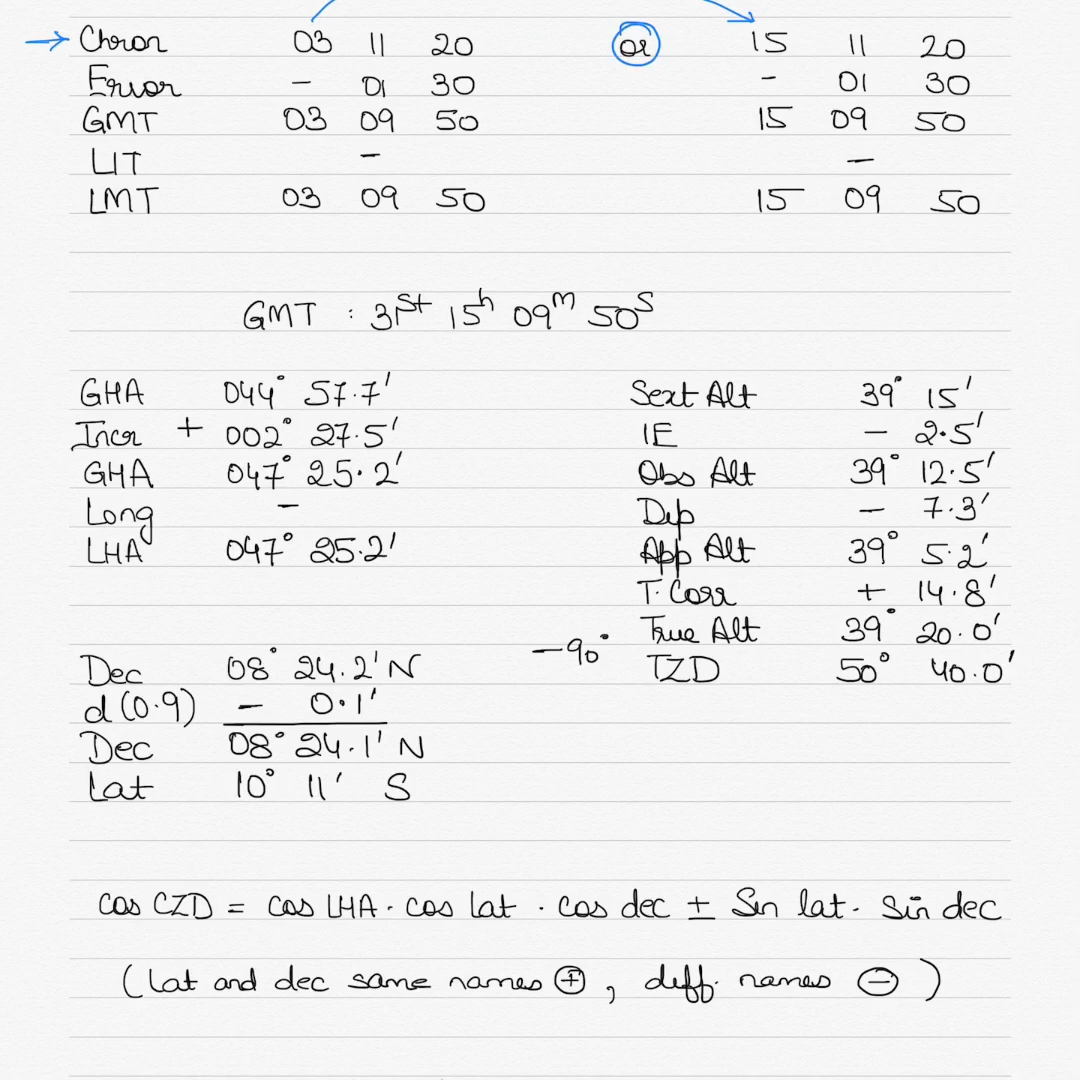 Chron 03 11 20 or 15 11 20
Error - 01 30 - 01 30
GMT 03 09 50 15 09 50
LIT - -
LMT 03 09 50 15 09 50
GMT : 31st 15h 09m 50s
GHA 044° 57.7'
Incr + 002° 27.5'
GHA 047° 25.2'
Long -
LHA 047° 25.2'
Dec 08° 24.2' N
d (0.9) - 0.1'
Dec 08° 24.1' N
Lat 10° 11' S
Sext Alt 39° 15'
IE - 2.5'
Obs Alt 39° 12.5'
Dip - 7.3'
App Alt 39° 5.2'
T. Corr + 14.8'
True Alt 39° 20.0'
-90° TZD 50° 40.0'
cos CZD = cos LHA . cos lat . cos dec ± Sin lat . Sin dec
(lat and dec same names ⊕, diff. names ⊖)